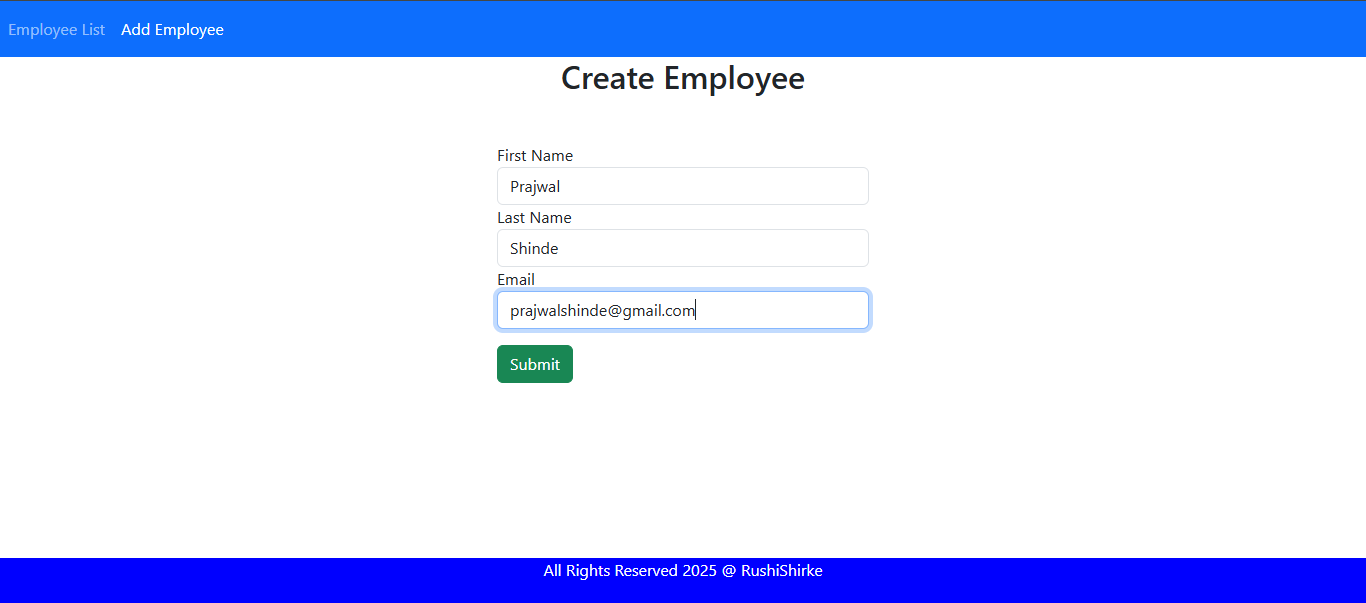 Employee List Add Employee
Create Employee
First Name
Prajwal
Last Name
Shinde
Email
prajwalshinde@gmail.com
Submit
All Rights Reserved 2025 @ RushiShirke